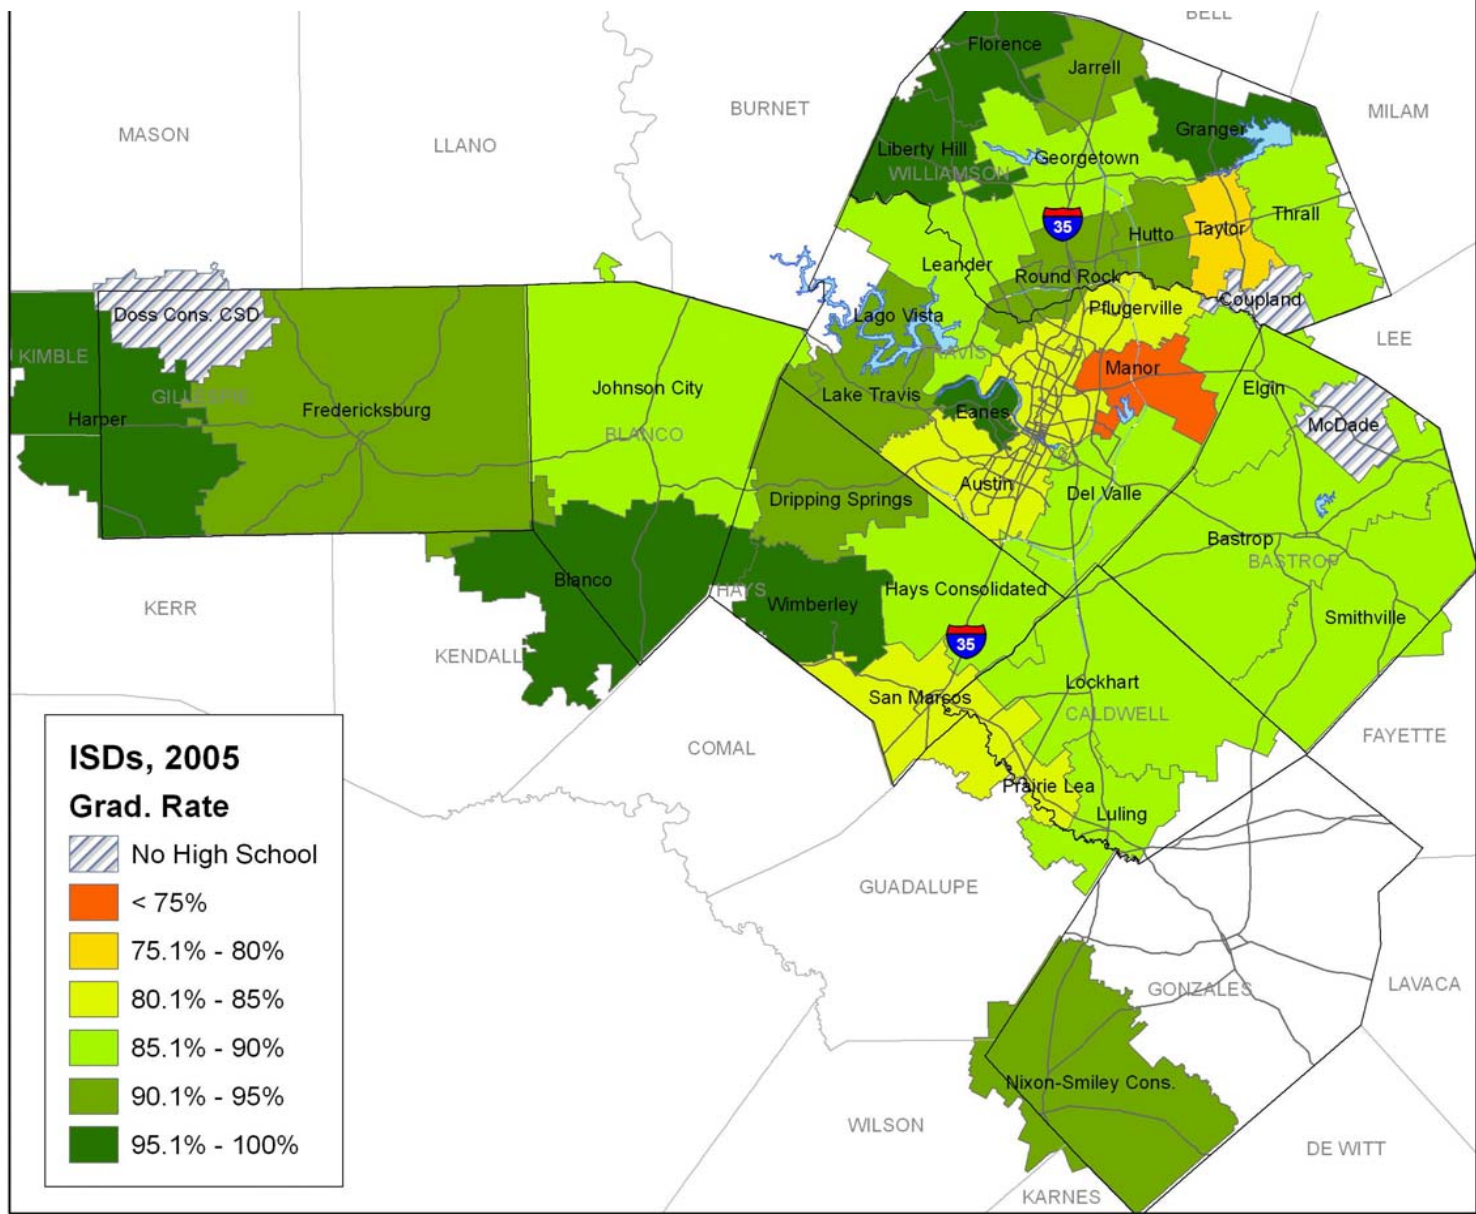 BELL
Florence
Jarrell
BURNET
MILAM
MASON
LLANO
Granger
Liberty Hill
Georgetown
WILLIAMSON
35
Thrall
Hutto
Taylor
Leander
Round Rock
Coupland
Pflugerville
Doss Cons. CSD
Lago Vista
LEE
KIMBLE
TRAVIS
Manor
Johnson City
Elgin
GILLESPIE
Lake Travis
Fredericksburg
Eanes
Harper
McDade
BLANCO
Austin
Del Valle
Dripping Springs
Bastrop
BASTROP
Blanco
HAYS
Hays Consolidated
Wimberley
KERR
Smithville
35
KENDALL
Lockhart
San Marcos
CALDWELL
FAYETTE
COMAL
Prairie Lea
Luling
GUADALUPE
LAVACA
GONZALES
Nixon-Smiley Cons.
WILSON
DE WITT
KARNES
ISDs, 2005
Grad. Rate
No High School
< 75%
75.1% - 80%
80.1% - 85%
85.1% - 90%
90.1% - 95%
95.1% - 100%